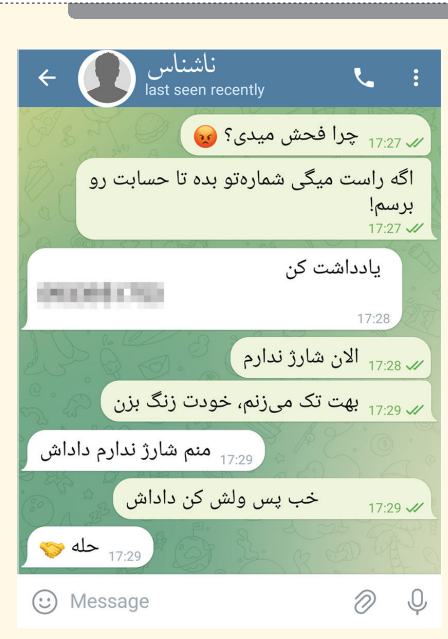 ناشناس
last seen recently
چرا فحش میدی؟ 😡
17:27
اگه راست میگی شماره‌تو بده تا حسابت رو
برسم!
17:27
یادداشت کن
17:28
الان شارژ ندارم
17:28
بهت تک می‌زنم، خودت زنگ بزن
17:29
منم شارژ ندارم داداش
17:29
خب پس ولش کن داداش
17:29
حله 🤝
17:29
Message